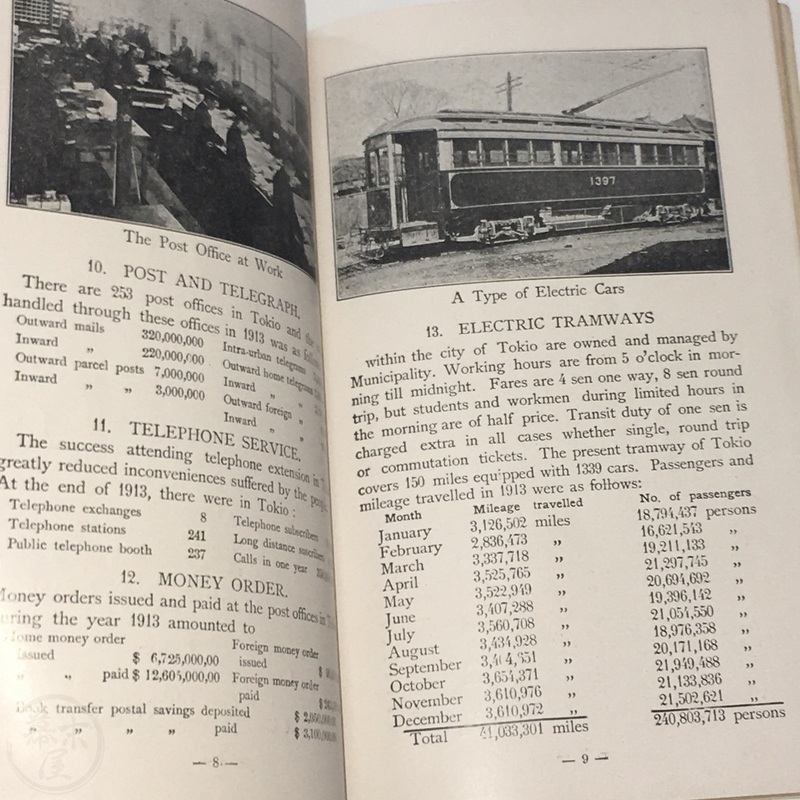 The Post Office at Work
10. POST AND TELEGRAPH.
There are 253 post offices in Tokio and the
handled through these offices in 1913 was as
Outward mails 320,000,000 Intra-urban telegrams
Inward „ 220,000,000 Outward home telegrams
Outward parcel posts 7,000,000 Inward „ „
Inward „ „ 3,000,000 Outward foreign „
Inward „
11. TELEPHONE SERVICE.
The success attending telephone extension in
greatly reduced inconveniences suffered by the
At the end of 1913, there were in Tokio :
Telephone exchanges 8 Telephone subscribers
Telephone stations 241 Long distance
Public telephone booth 237 Calls in one year
12. MONEY ORDER.
Money orders issued and paid at the post offices in
during the year 1913 amounted to
Home money order Foreign money order
issued $ 6,725,000,00 issued
„ „ paid $ 12,605,000,00 Foreign money order
paid
transfer postal savings deposited
„ „ „ „ paid
— 8 —
1397
A Type of Electric Cars
13. ELECTRIC TRAMWAYS
within the city of Tokio are owned and managed by
Municipality. Working hours are from 5 o'clock in mor-
ning till midnight. Fares are 4 sen one way, 8 sen round
trip, but students and workmen during limited hours in
the morning are of half price. Transit duty of one sen is
charged extra in all cases whether single, round trip
or commutation tickets. The present tramway of Tokio
covers 150 miles equipped with 1339 cars. Passengers and
mileage travelled in 1913 were as follows:
Month Mileage travelled No. of passengers
January 3,126,502 miles 18,794,437 persons
February 2,836,473 „ 16,621,543 „
March 3,337,718 „ 19,211,133 „
April 3,525,765 „ 21,297,745 „
May 3,522,949 „ 20,694,692 „
June 3,407,288 „ 19,396,142 „
July 3,560,708 „ 21,054,550 „
August 3,434,928 „ 18,976,358 „
September „ 20,171,168 „
October 3,654,371 „ 21,949,488 „
November 3,610,976 „ 21,133,836 „
December 3,610,972 „ 21,502,621 „
Total 41,033,301 miles 240,803,713 persons
— 9 —